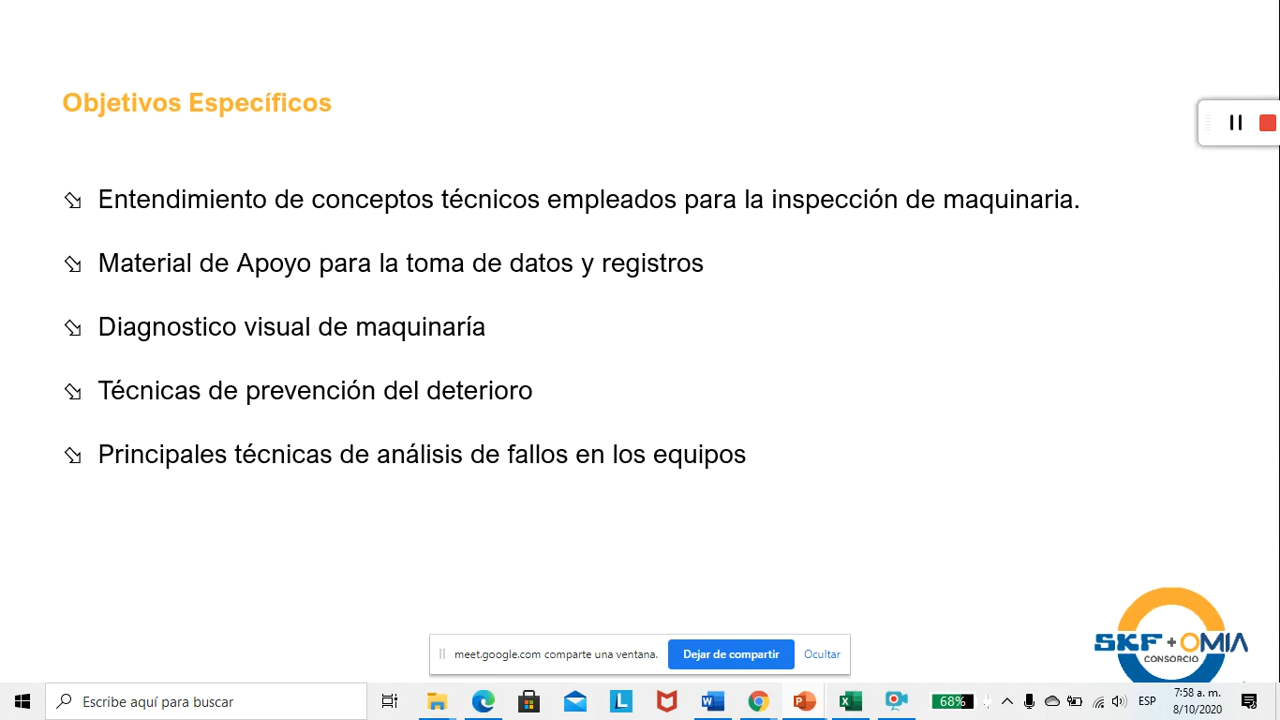 Objetivos Específicos
Entendimiento de conceptos técnicos empleados para la inspección de maquinaria.
Material de Apoyo para la toma de datos y registros
Diagnostico visual de maquinaría
Técnicas de prevención del deterioro
Principales técnicas de análisis de fallos en los equipos
SKF + OMIA
CONSORCIO
meet.google.com comparte una ventana. Dejar de compartir Ocultar
Escribe aquí para buscar
68%
ESP
7:58 a. m.
8/10/2020